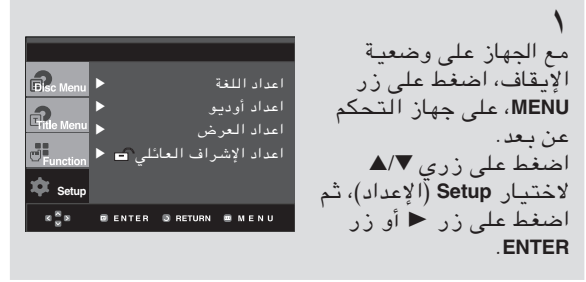 ١
مع الجهاز على وضعية
الإيقاف، اضغط على زر
MENU، على جهاز التحكم
عن بعد.
اضغط على زري ▲/▼
لاختيار Setup (الإعداد)، ثم
اضغط على زر ► أو زر
ENTER.
Disc Menu
Title Menu
Function
Setup
اعداد اللغة ◄
اعداد أوديو ◄
اعداد العرض ◄
اعداد الإشراف العائلي ◄
ENTER RETURN MENU